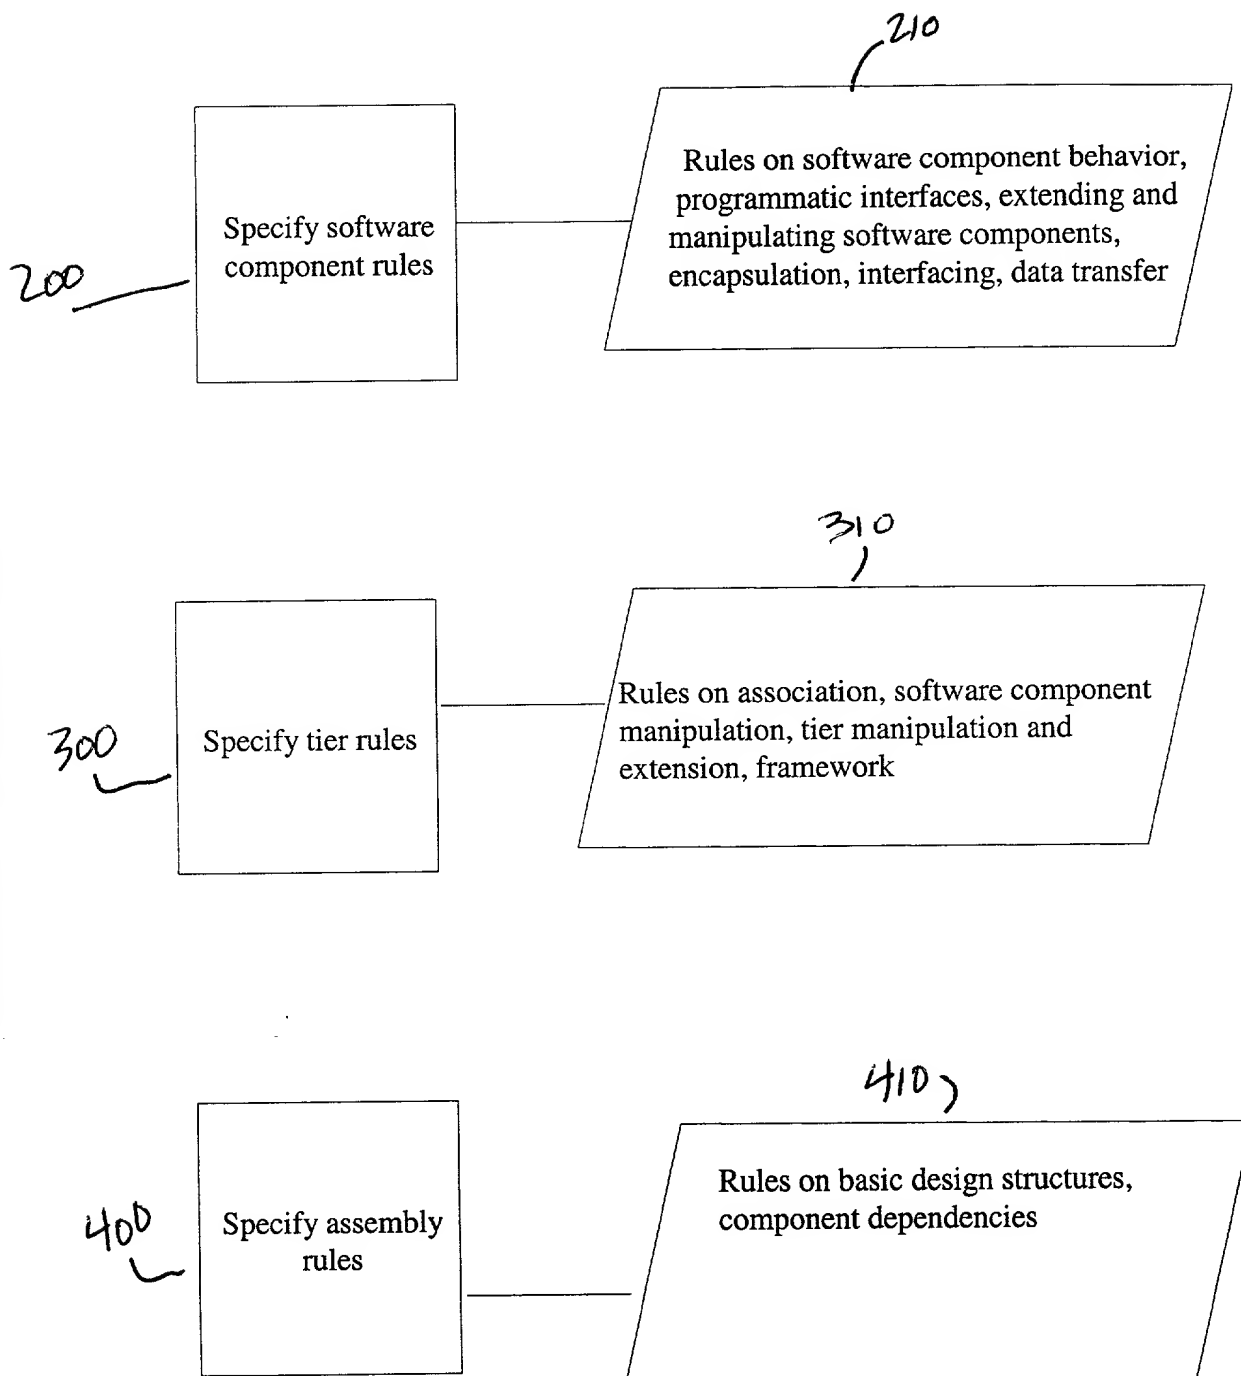 210
Rules on software component behavior,
programmatic interfaces, extending and
manipulating software components,
encapsulation, interfacing, data transfer
Specify software
component rules
200
310
Rules on association, software component
manipulation, tier manipulation and
extension, framework
Specify tier rules
300
410
Rules on basic design structures,
component dependencies
Specify assembly
rules
400